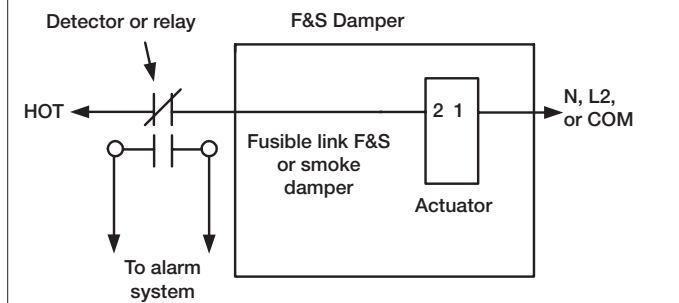 Detector or relay
F&S Damper
HOT
2 1
N, L2,
or COM
Fusible link F&S
or smoke
damper
Actuator
To alarm
system